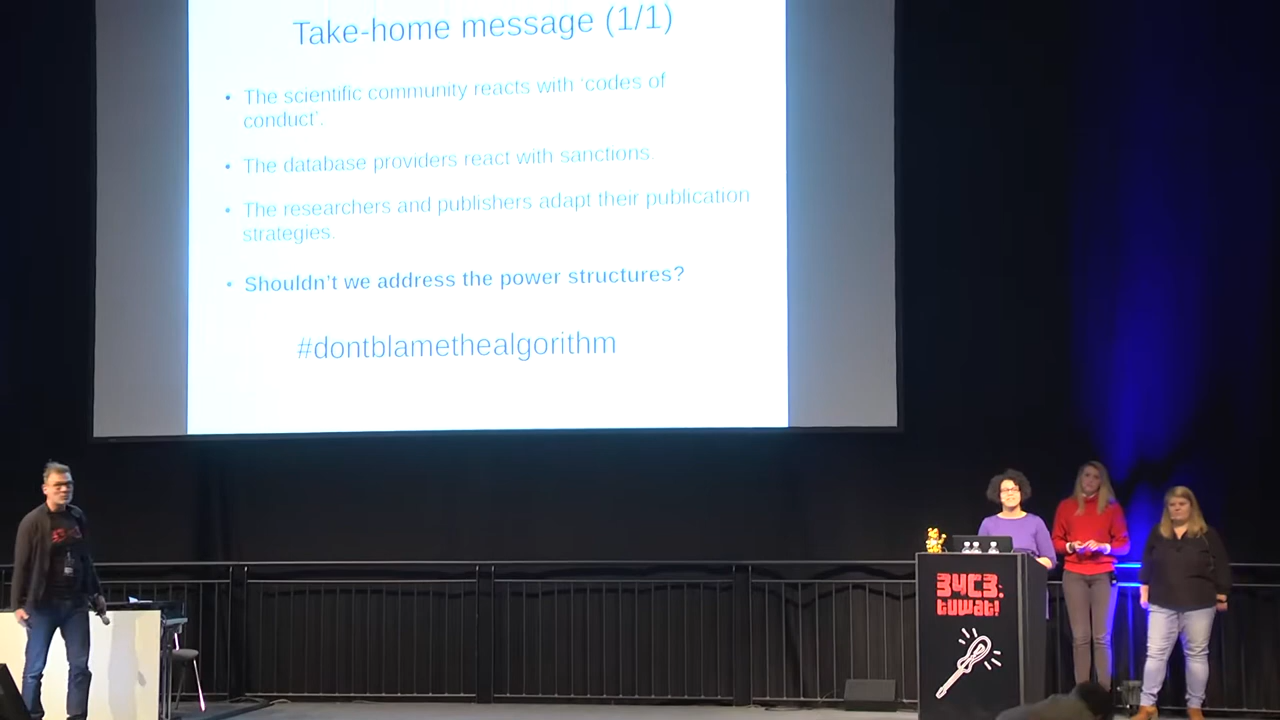 Take-home message (1/1)
• The scientific community reacts with ‘codes of
conduct’.
• The database providers react with sanctions.
• The researchers and publishers adapt their publication
strategies.
• Shouldn’t we address the power structures?
#dontblamethealgorithm
34C3.
tuwat!